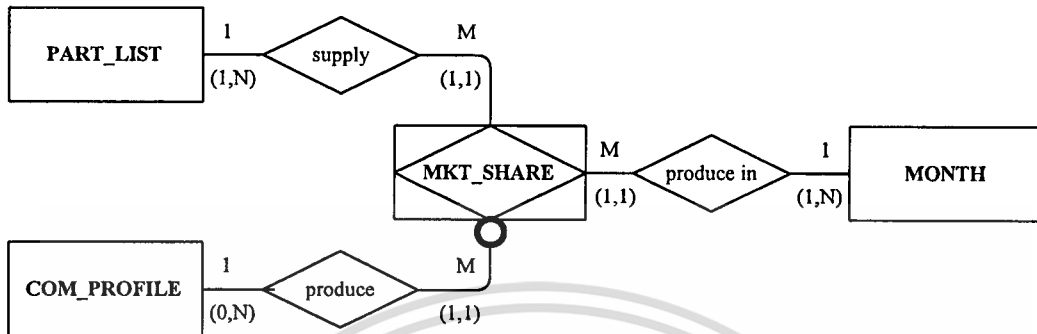 1
M
PART_LIST
supply
(1,N)
(1,1)
M
1
MKT_SHARE
produce in
MONTH
(1,1)
(1,N)
1
M
COM_PROFILE
produce
(0,N)
(1,1)